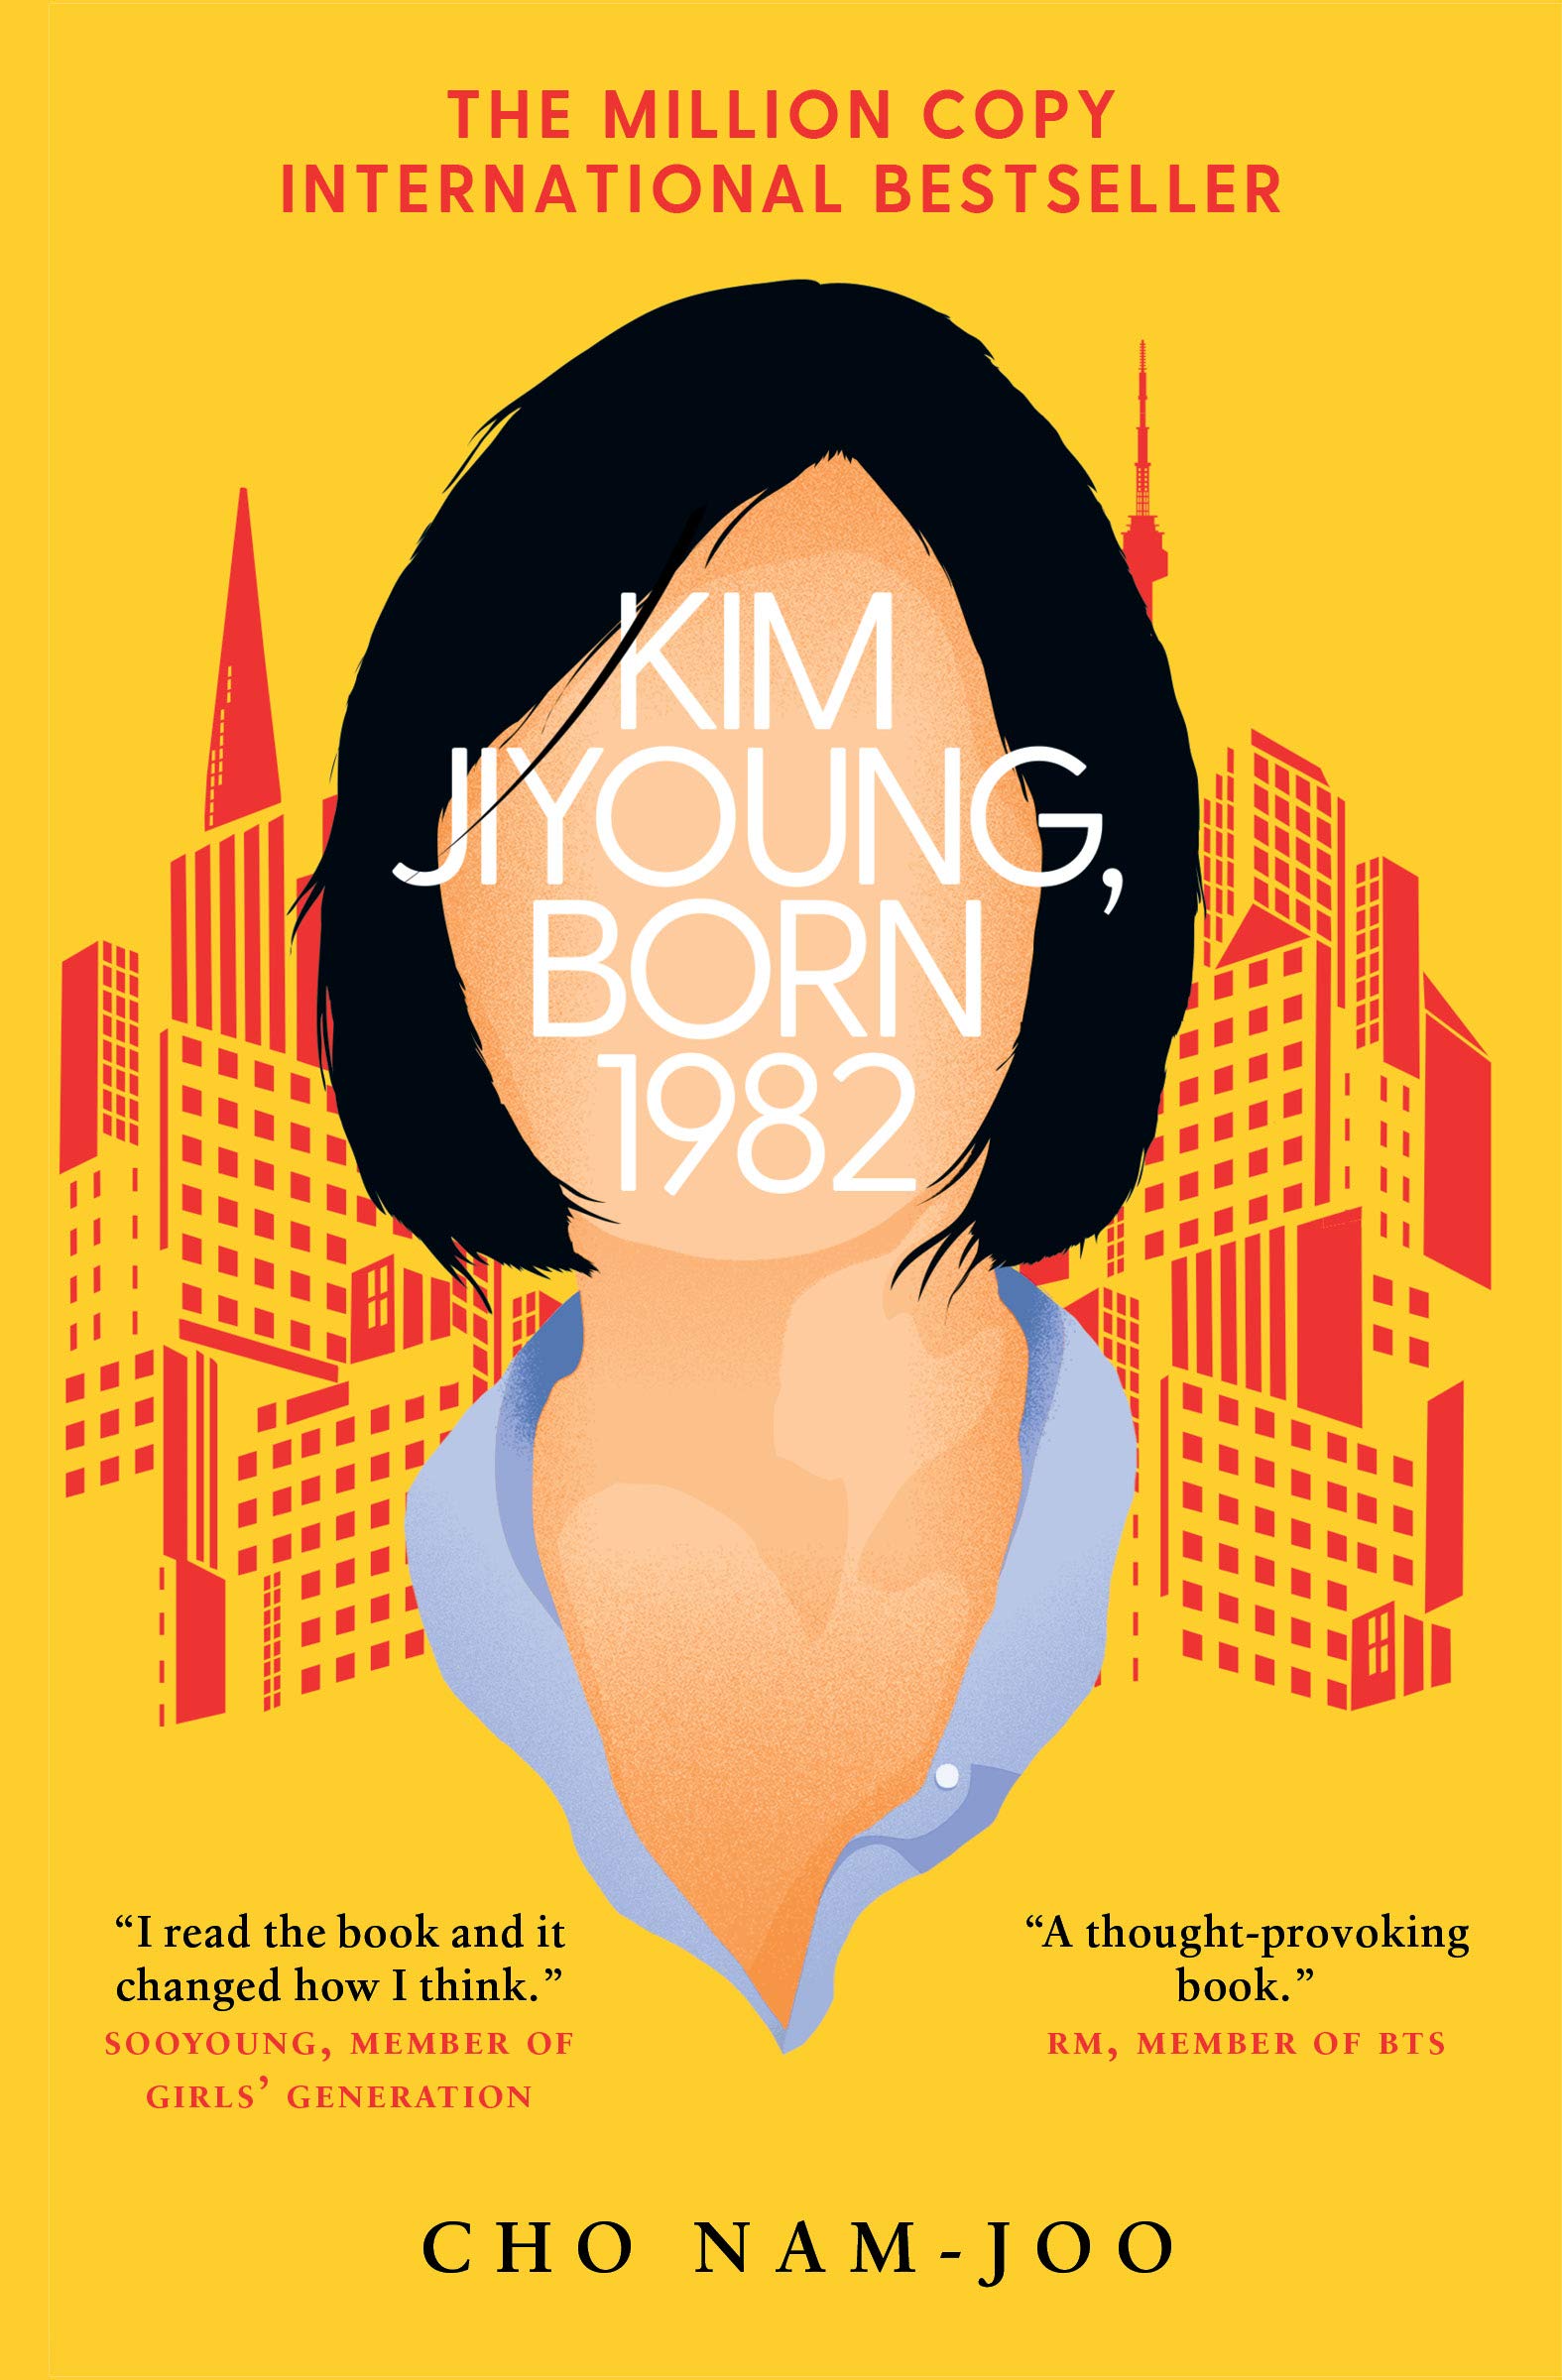 THE MILLION COPY
INTERNATIONAL BESTSELLER
KIM
JIYOUNG,
BORN
1982
“I read the book and it
changed how I think.”
SOOYOUNG, MEMBER OF
GIRLS’ GENERATION
“A thought-provoking
book.”
RM, MEMBER OF BTS
CHO NAM-JOO